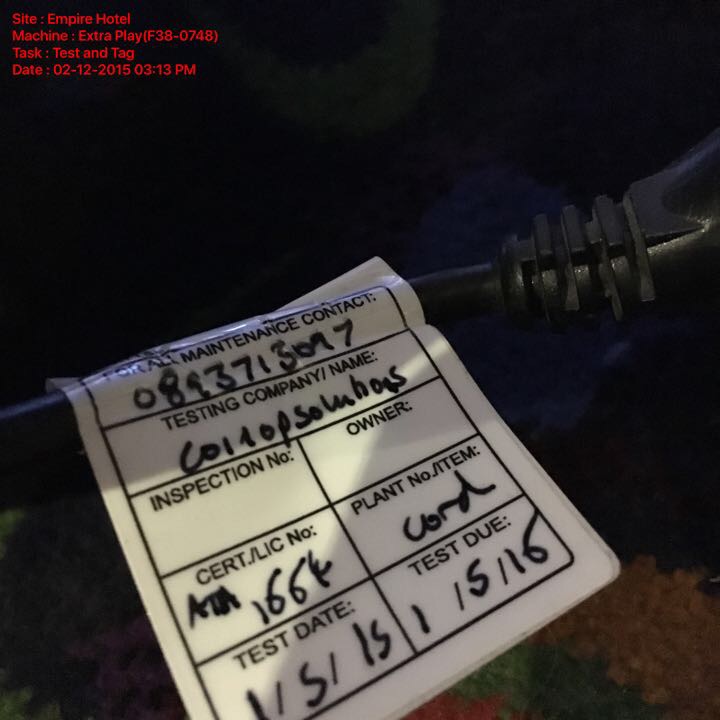 Site : Empire Hotel
Machine : Extra Play(F38-0748)
Task : Test and Tag
Date : 02-12-2015 03:13 PM
FOR ALL MAINTENANCE CONTACT:
TESTING COMPANY/ NAME:
INSPECTION No:
OWNER:
CERT./LIC No:
1664
PLANT No./ITEM:
cord
TEST DATE:
1/5/15
TEST DUE:
1/5/16